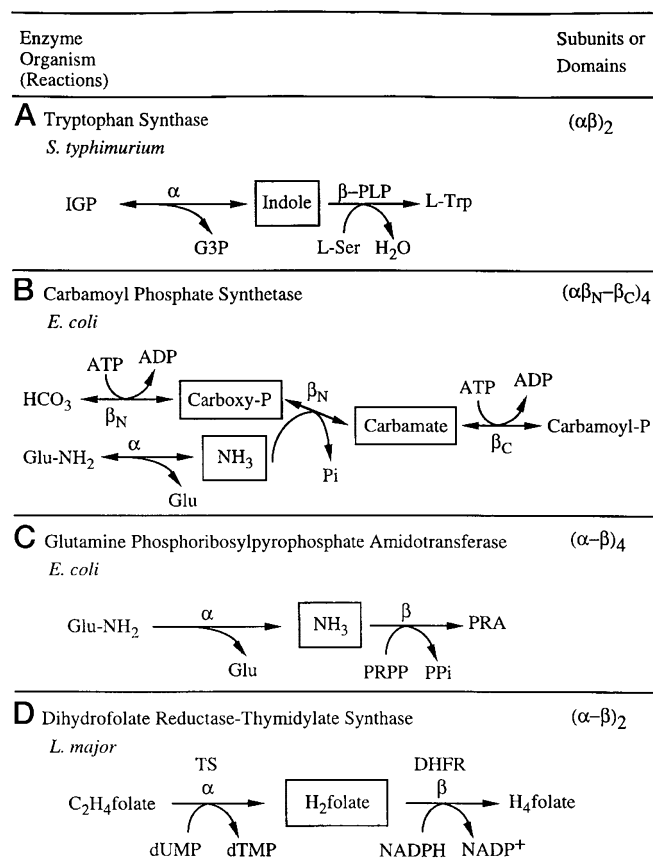 Enzyme
Organism
(Reactions)
Subunits or
Domains
A Tryptophan Synthase (αβ)2
S. typhimurium
IGP α Indole β–PLP L-Trp
G3P L-Ser H2O
B Carbamoyl Phosphate Synthetase (αβN–βC)4
E. coli
ATP ADP
HCO3 βN Carboxy-P βN
ATP ADP
Carbamate βC Carbamoyl-P
Glu-NH2 α NH3 Pi
Glu
C Glutamine Phosphoribosylpyrophosphate Amidotransferase (α–β)4
E. coli
Glu-NH2 α NH3 β PRA
Glu PRPP PPi
D Dihydrofolate Reductase-Thymidylate Synthase (α–β)2
L. major
TS DHFR
C2H4folate α H2folate β H4folate
dUMP dTMP NADPH NADP+